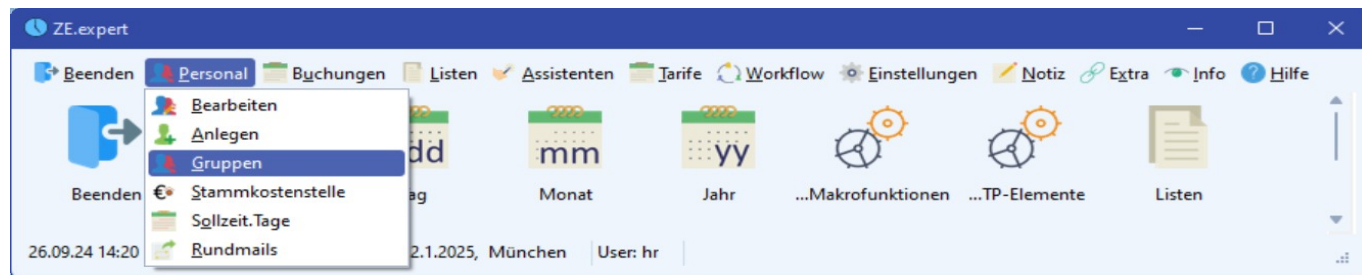 ZE.expert
Beenden Personal Buchungen Listen Assistenten Tarife Workflow Einstellungen Notiz Extra Info Hilfe
Bearbeiten
Anlegen
Gruppen
Stammkostenstelle
Sollzeit.Tage
Rundmails
dd mm yy
Beenden ag Monat Jahr ...Makrofunktionen ...TP-Elemente Listen
26.09.24 14:20 2.1.2025, München User: hr